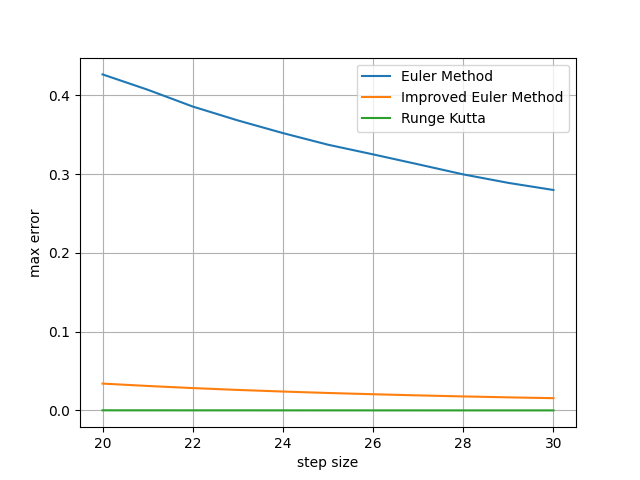 Euler Method
Improved Euler Method
Runge Kutta
max error
0.4
0.3
0.2
0.1
0.0
20 22 24 26 28 30
step size